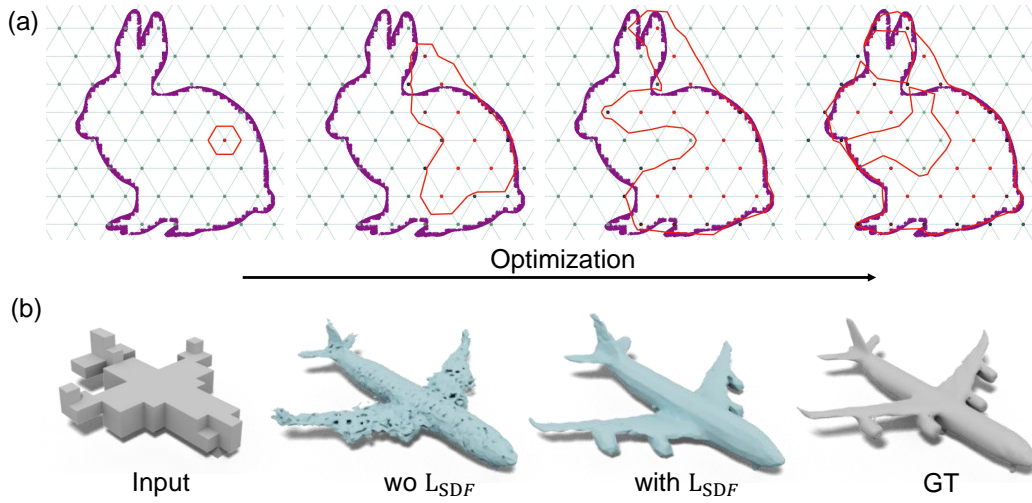 (a)
Optimization
(b)
Input
wo L_SDF
with L_SDF
GT